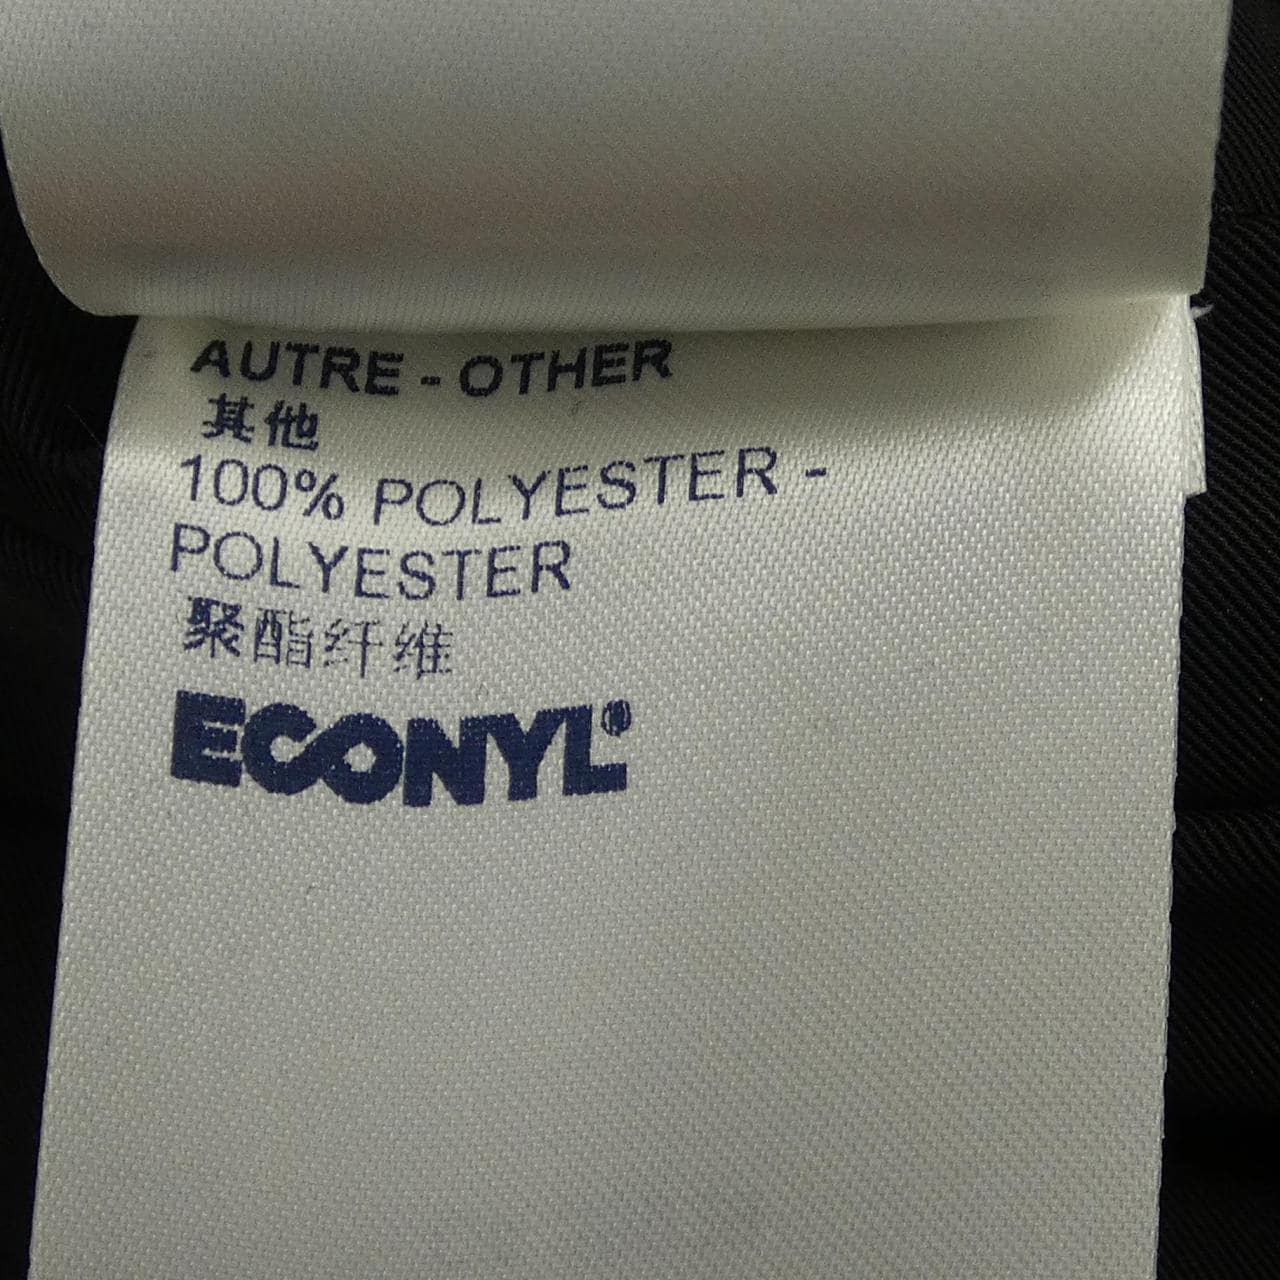 AUTRE - OTHER
其他
100% POLYESTER -
POLYESTER
聚酯纤维
ECONYL®